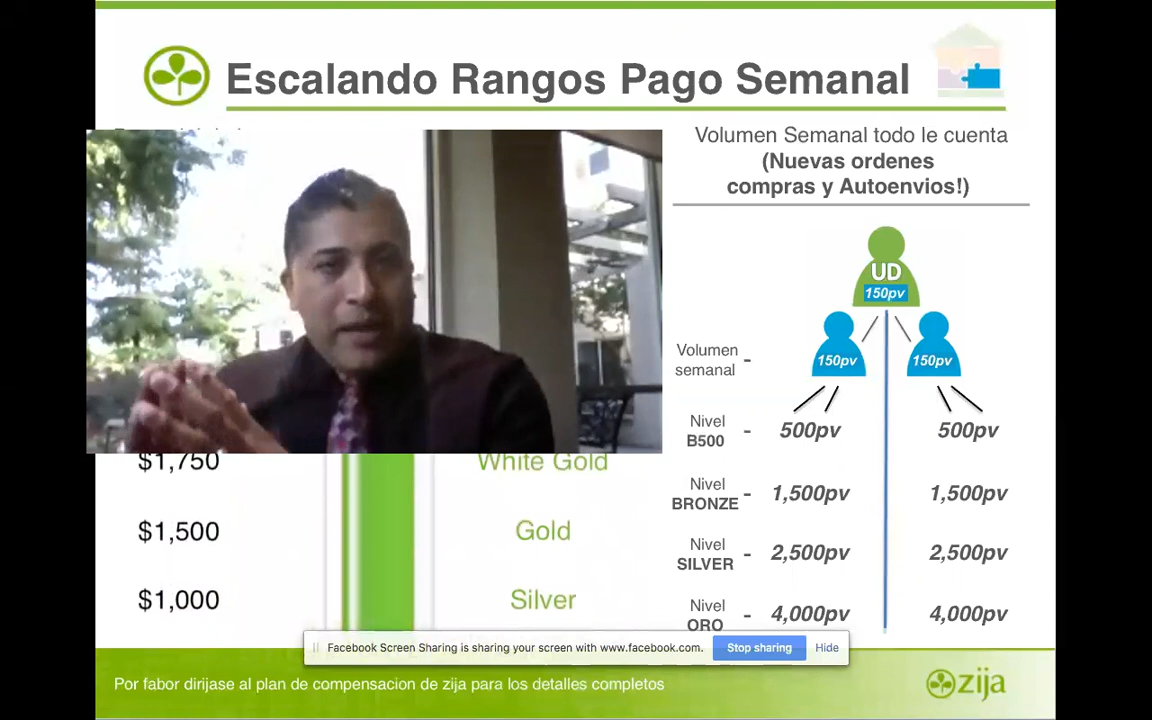 Escalando Rangos Pago Semanal
Volumen Semanal todo le cuenta
(Nuevas ordenes
compras y Autoenvios!)
UD
150pv
150pv
150pv
Volumen
semanal -
Nivel
B500 - 500pv 500pv
Nivel
BRONZE - 1,500pv 1,500pv
Nivel
SILVER - 2,500pv 2,500pv
Nivel
ORO - 4,000pv 4,000pv
$1,750 White Gold
$1,500 Gold
$1,000 Silver
Facebook Screen Sharing is sharing your screen with www.facebook.com. Stop sharing Hide
Por fabor dirijase al plan de compensacion de zija para los detalles completos
zija